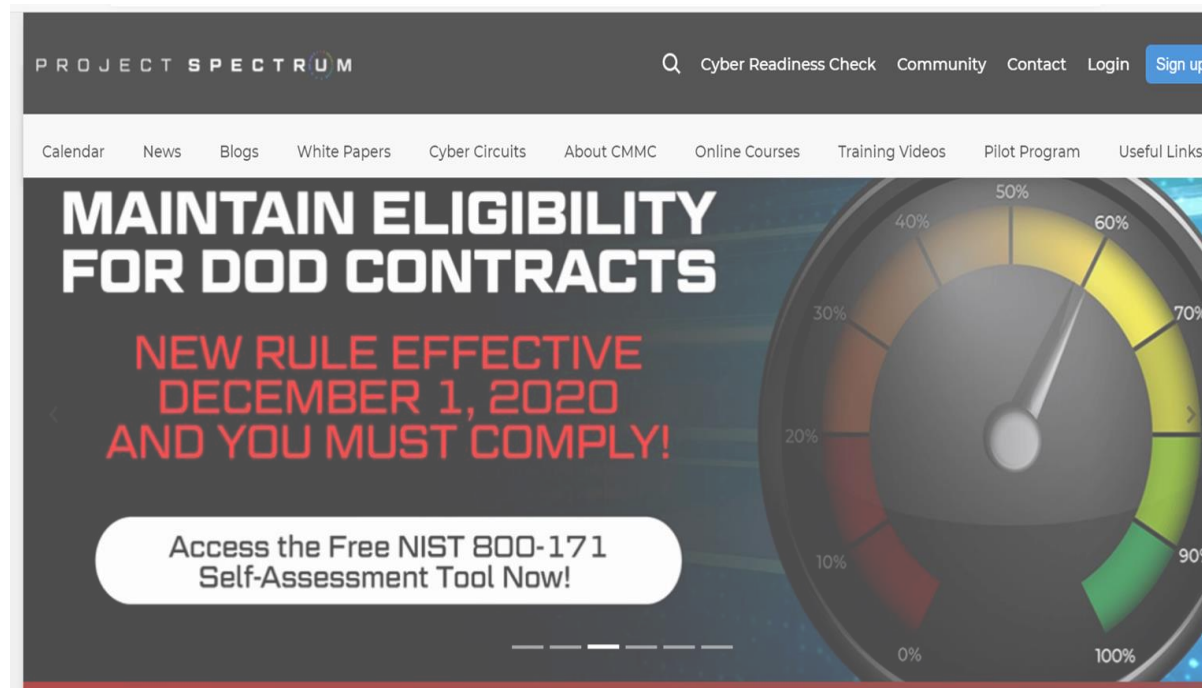 PROJECT SPECTRUM
Cyber Readiness Check Community Contact Login Sign up
Calendar News Blogs White Papers Cyber Circuits About CMMC Online Courses Training Videos Pilot Program Useful Links
MAINTAIN ELIGIBILITY
FOR DOD CONTRACTS
NEW RULE EFFECTIVE
DECEMBER 1, 2020
AND YOU MUST COMPLY!
Access the Free NIST 800-171
Self-Assessment Tool Now!
50%
40%
60%
30%
70%
20%
10%
90%
0%
100%